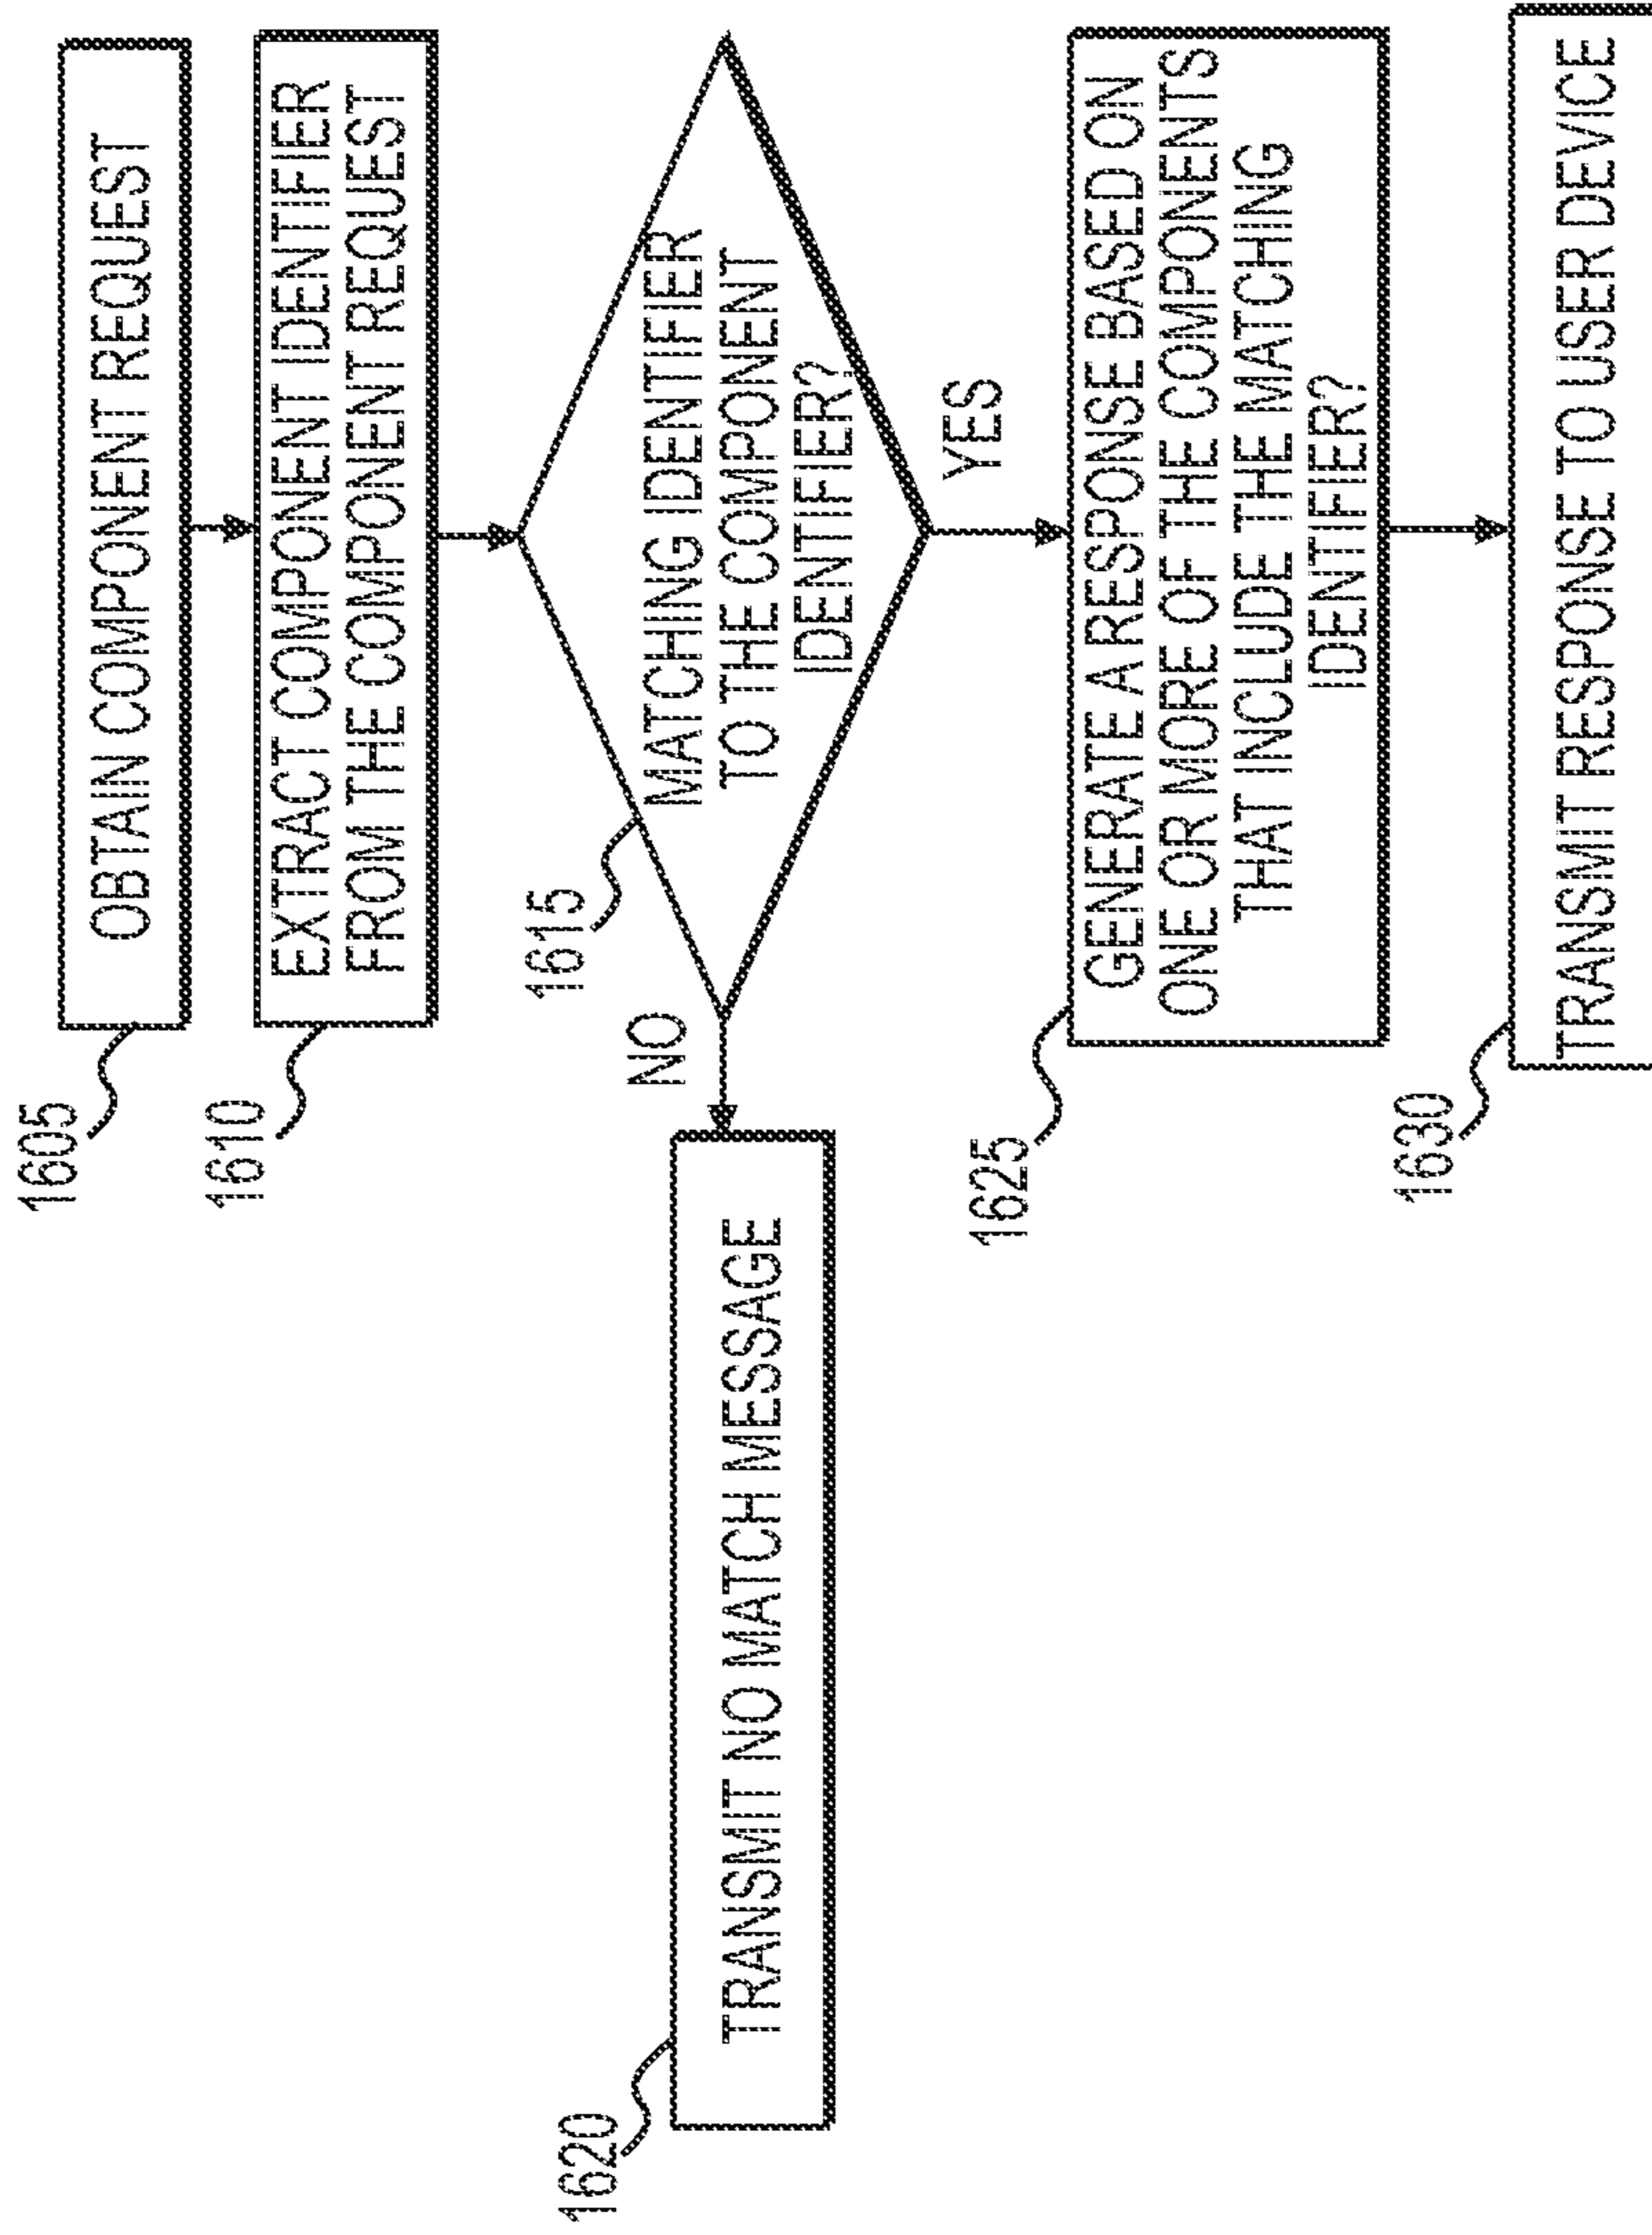 1605
OBTAIN COMPONENT REQUEST
1610
EXTRACT COMPONENT IDENTIFIER
FROM THE COMPONENT REQUEST
1615
MATCHING IDENTIFIER
TO THE COMPONENT
IDENTIFIER?
NO
1620
TRANSMIT NO MATCH MESSAGE
YES
1625
GENERATE A RESPONSE BASED ON
ONE OR MORE OF THE COMPONENTS
THAT INCLUDE THE MATCHING
IDENTIFIER?
1630
TRANSMIT RESPONSE TO USER DEVICE